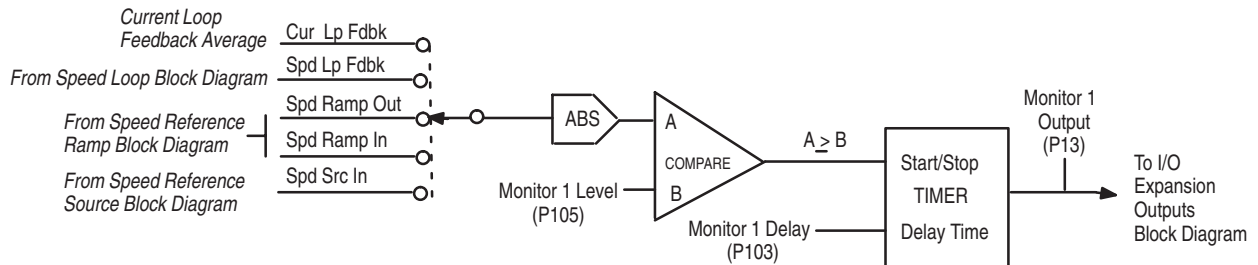 Current Loop
Feedback Average
Cur Lp Fdbk
From Speed Loop Block Diagram
Spd Lp Fdbk
Spd Ramp Out
From Speed Reference
Ramp Block Diagram
Spd Ramp In
From Speed Reference
Source Block Diagram
Spd Src In
ABS
A
COMPARE
B
Monitor 1 Level
(P105)
A ≥ B
Monitor 1 Delay
(P103)
Start/Stop
TIMER
Delay Time
Monitor 1
Output
(P13)
To I/O
Expansion
Outputs
Block Diagram